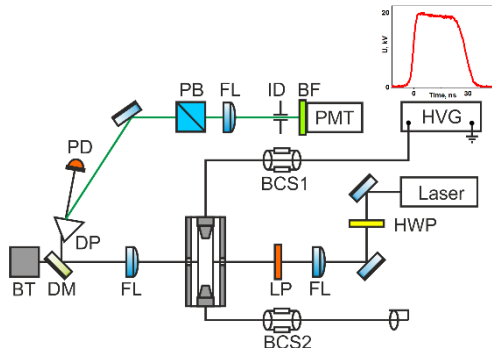 U, kV
20
10
0
0
30
Time, ns
PB
FL
ID
BF
PMT
HVG
PD
BCS1
Laser
HWP
DP
BT
DM
FL
LP
FL
BCS2